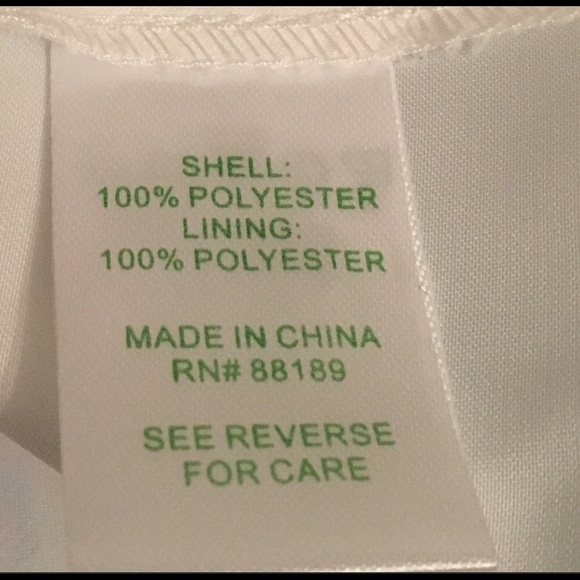 SHELL:
100% POLYESTER
LINING:
100% POLYESTER
MADE IN CHINA
RN# 88189
SEE REVERSE
FOR CARE